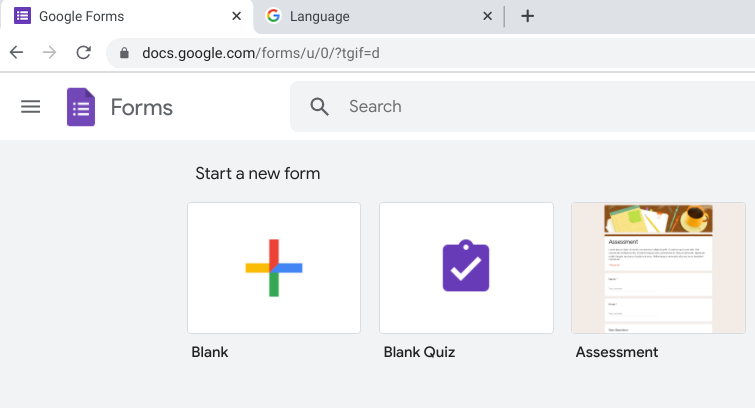 Google Forms
Language
docs.google.com/forms/u/0/?tgif=d
Forms
Search
Start a new form
Assessment
Blank
Blank Quiz
Assessment